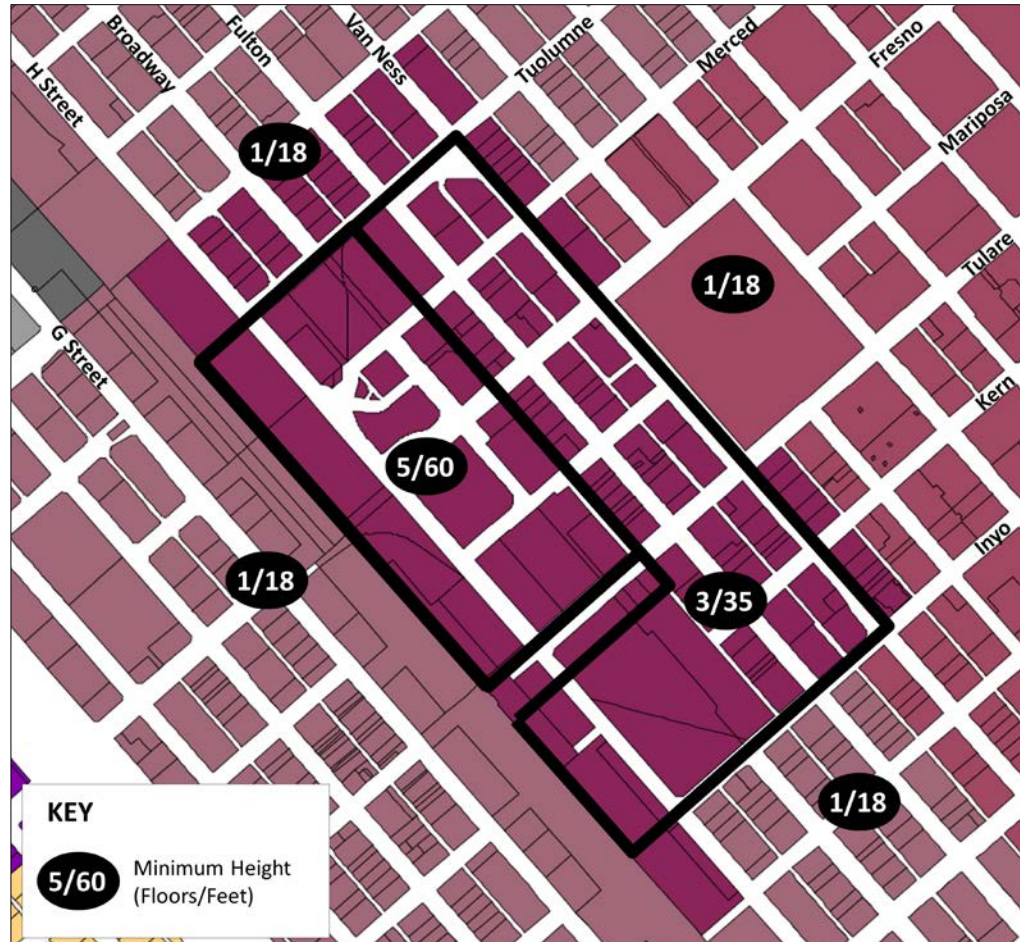 Broadway
Fulton
Van Ness
Tuolumne
Merced
Fresno
H Street
Mariposa
1/18
Tulare
1/18
G Street
Kern
5/60
Inyo
1/18
3/35
1/18
KEY
5/60
Minimum Height
(Floors/Feet)